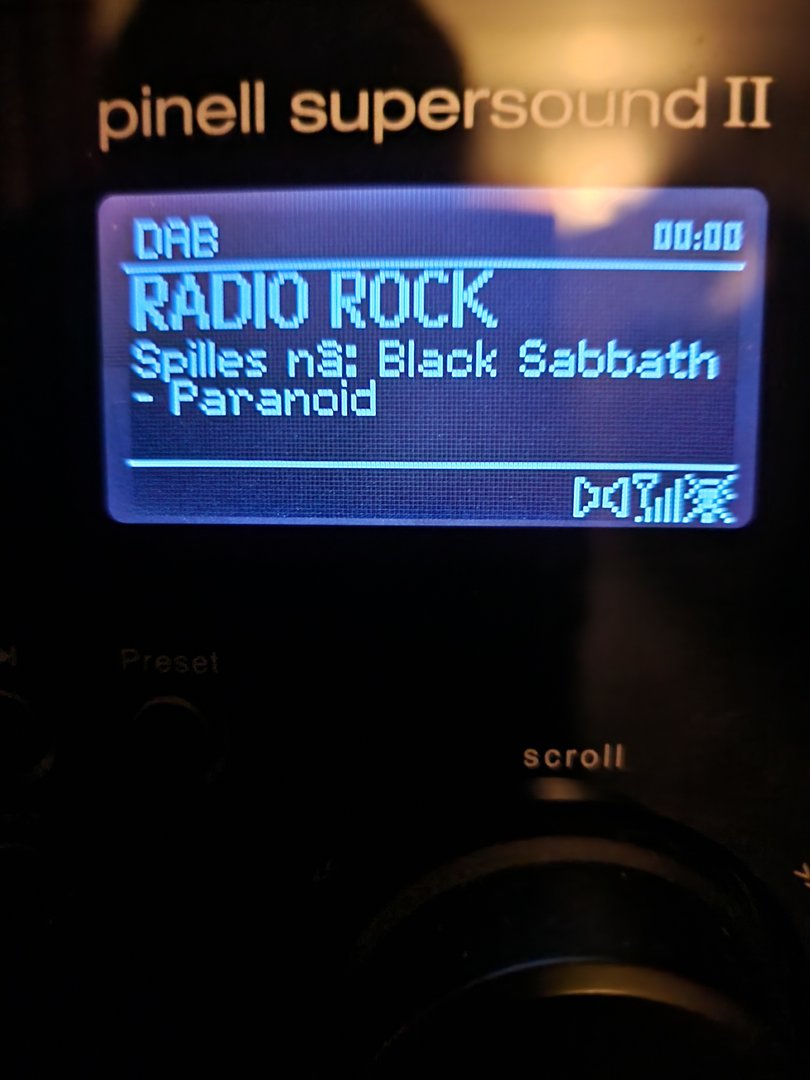 pinell supersound II
DAB 00:00
RADIO ROCK
Spilles nå: Black Sabbath
- Paranoid
Preset
scroll